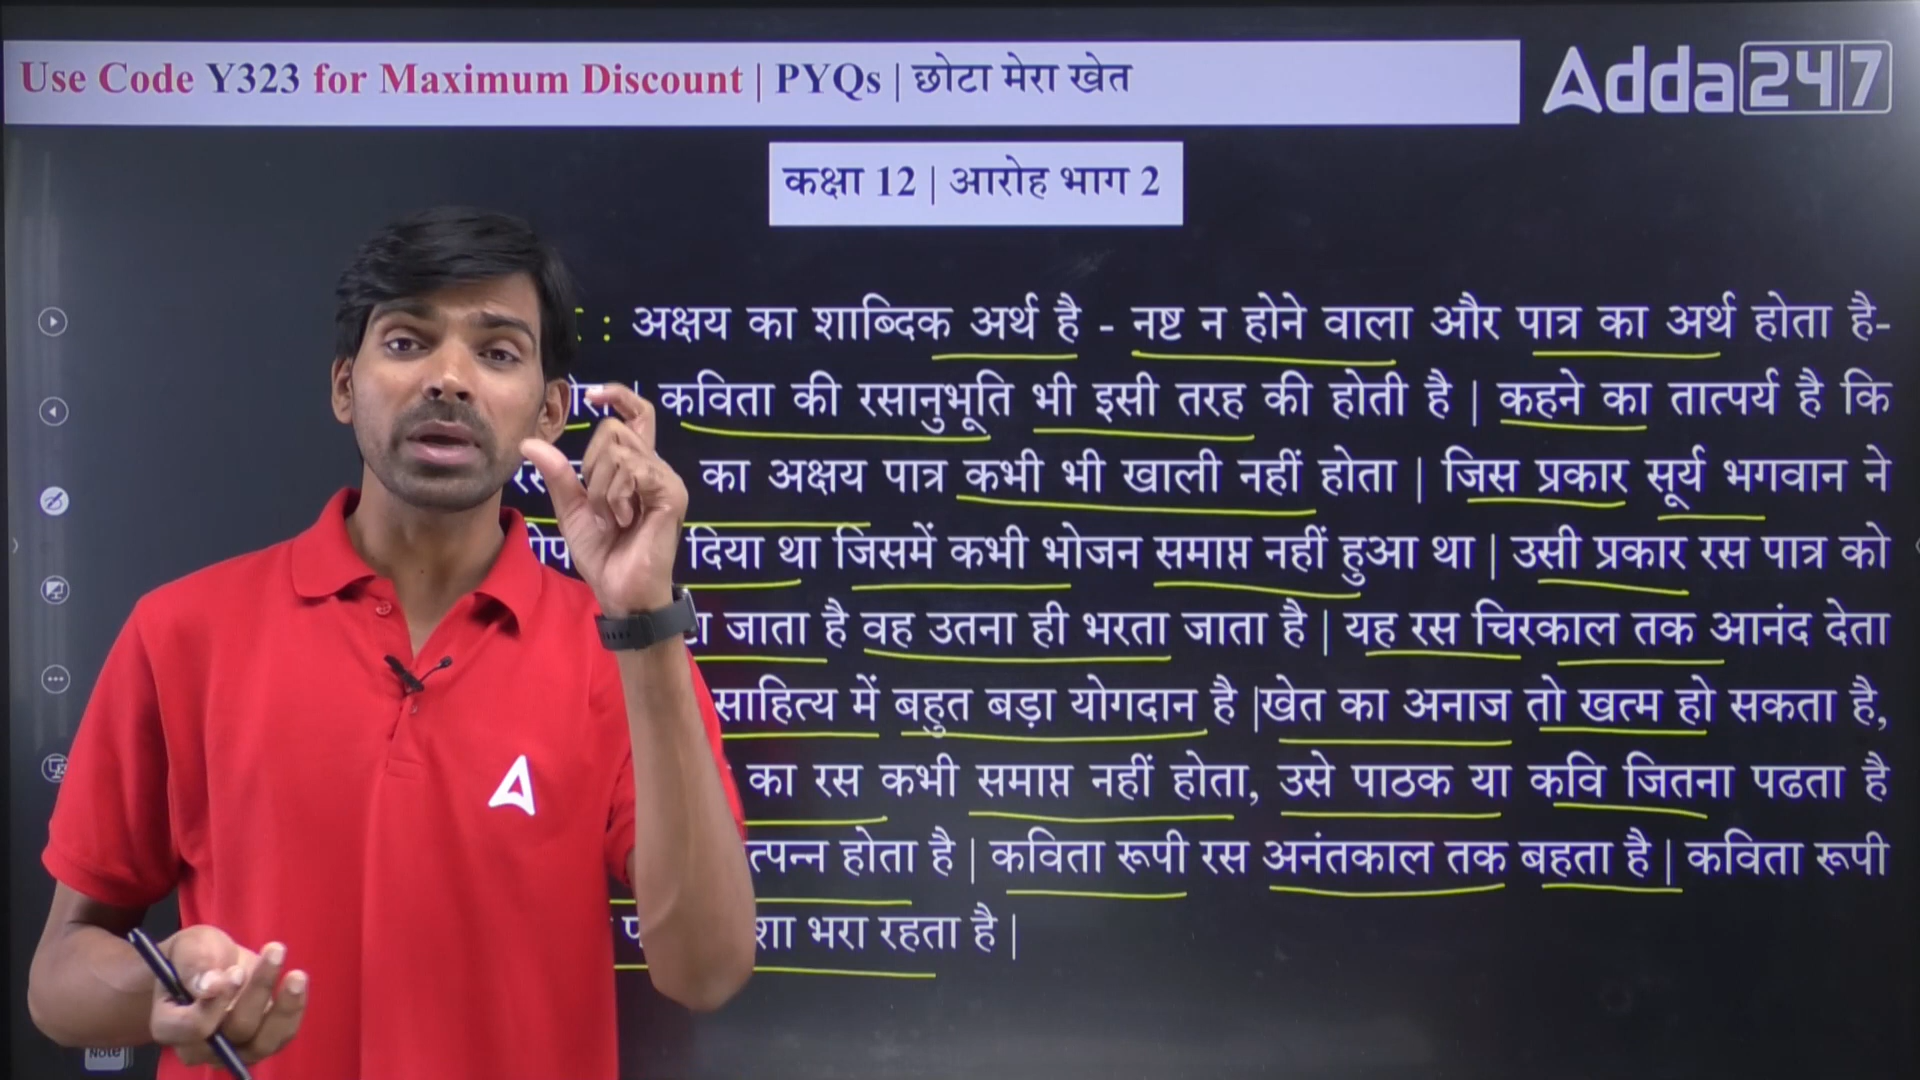 Use Code Y323 for Maximum Discount | PYQs | छोटा मेरा खेत
Adda247
कक्षा 12 | आरोह भाग 2
: अक्षय का शाब्दिक अर्थ है - नष्ट न होने वाला और पात्र का अर्थ होता है-
| कविता की रसानुभूति भी इसी तरह की होती है | कहने का तात्पर्य है कि
का अक्षय पात्र कभी भी खाली नहीं होता | जिस प्रकार सूर्य भगवान ने
दिया था जिसमें कभी भोजन समाप्त नहीं हुआ था | उसी प्रकार रस पात्र को
जाता है वह उतना ही भरता जाता है | यह रस चिरकाल तक आनंद देता
साहित्य में बहुत बड़ा योगदान है |खेत का अनाज तो खत्म हो सकता है,
का रस कभी समाप्त नहीं होता, उसे पाठक या कवि जितना पढता है
त्पन्न होता है | कविता रूपी रस अनंतकाल तक बहता है | कविता रूपी
शा भरा रहता है |
Note